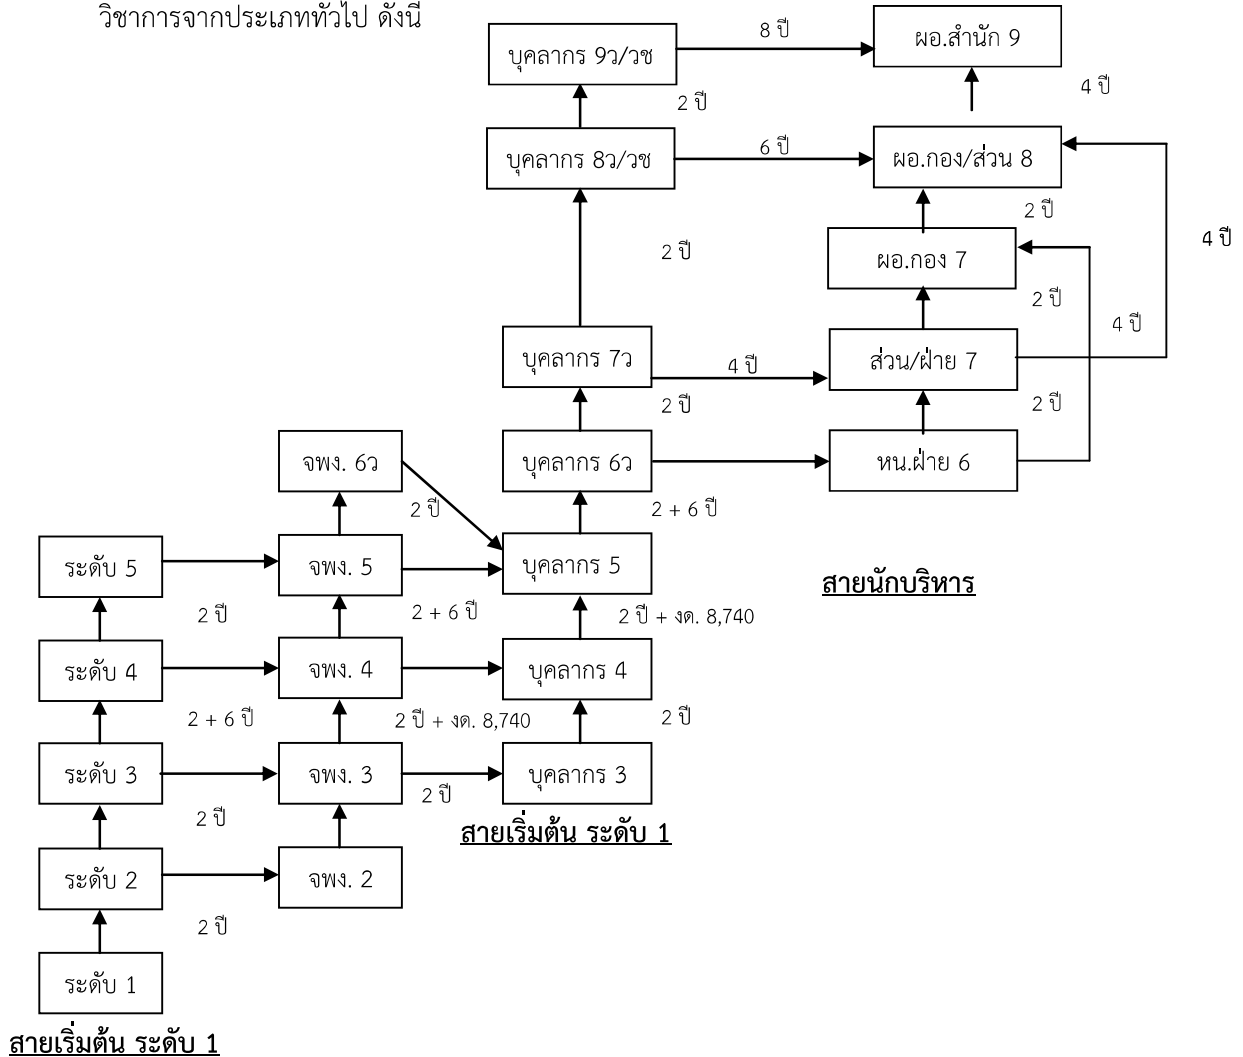 วิชาการจากประเภททั่วไป ดังนี้
บุคลากร 9ว/วช
8 ปี
ผอ.สำนัก 9
2 ปี
4 ปี
บุคลากร 8ว/วช
6 ปี
ผอ.กอง/ส่วน 8
2 ปี
4 ปี
2 ปี
ผอ.กอง 7
2 ปี
4 ปี
บุคลากร 7ว
4 ปี
ส่วน/ฝ่าย 7
2 ปี
2 ปี
จพง. 6ว
บุคลากร 6ว
หน.ฝ่าย 6
2 ปี
2 + 6 ปี
ระดับ 5
จพง. 5
บุคลากร 5
สายนักบริหาร
2 ปี
2 + 6 ปี
2 ปี + งด. 8,740
ระดับ 4
จพง. 4
บุคลากร 4
2 + 6 ปี
2 ปี + งด. 8,740
2 ปี
ระดับ 3
จพง. 3
บุคลากร 3
2 ปี
2 ปี
สายเริ่มต้น ระดับ 1
ระดับ 2
จพง. 2
2 ปี
ระดับ 1
สายเริ่มต้น ระดับ 1